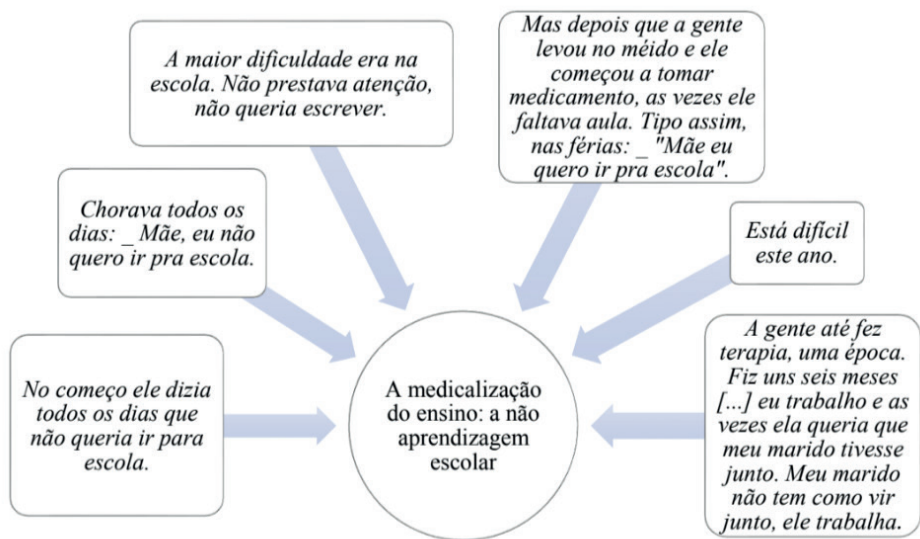 A maior dificuldade era na
escola. Não prestava atenção,
não queria escrever.
Mas depois que a gente
levou no méido e ele
começou a tomar
medicamento, as vezes ele
faltava aula. Tipo assim,
nas férias: _ "Mãe eu
quero ir pra escola".
Chorava todos os
dias: _ Mãe, eu não
quero ir pra escola.
Está difícil
este ano.
No começo ele dizia
todos os dias que
não queria ir para
escola.
A medicalização
do ensino: a não
aprendizagem
escolar
A gente até fez
terapia, uma época.
Fiz uns seis meses
[...] eu trabalho e as
vezes ela queria que
meu marido tivesse
junto. Meu marido
não tem como vir
junto, ele trabalha.